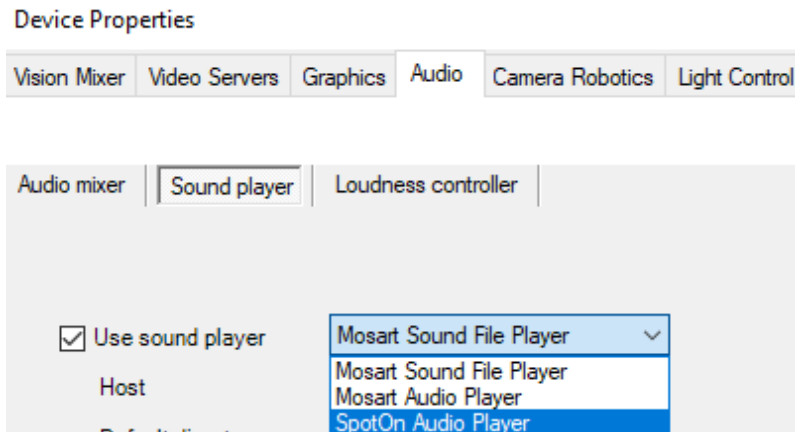 Device Properties
Vision Mixer Video Servers Graphics Audio Camera Robotics Light Control
Audio mixer Sound player Loudness controller
Use sound player Mosart Sound File Player
Mosart Sound File Player
Host
Mosart Audio Player
SpotOn Audio Player